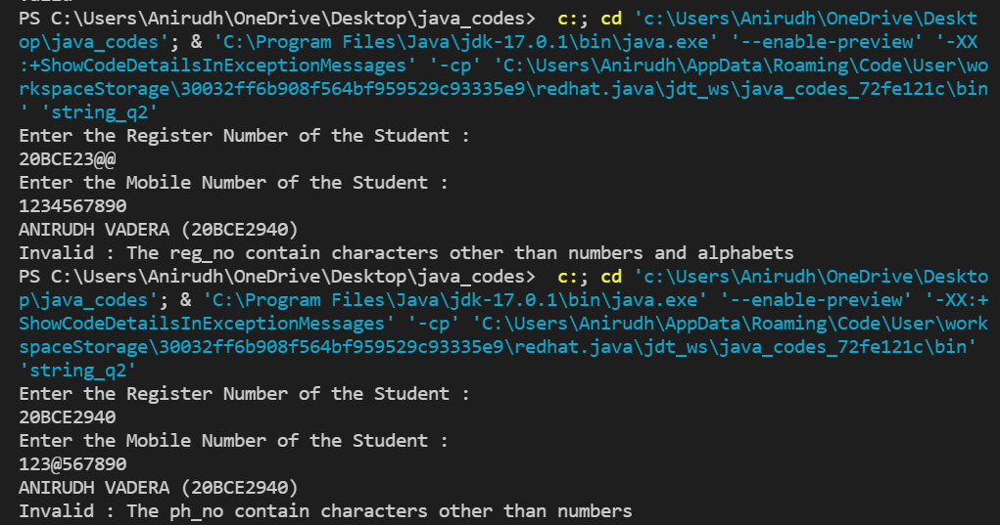 PS C:\Users\Anirudh\OneDrive\Desktop\java_codes>  c:; cd 'c:\Users\Anirudh\OneDrive\Deskt
op\java_codes'; & 'C:\Program Files\Java\jdk-17.0.1\bin\java.exe' '--enable-preview' '-XX
:+ShowCodeDetailsInExceptionMessages' '-cp' 'C:\Users\Anirudh\AppData\Roaming\Code\User\wo
rkspaceStorage\30032ff6b908f564bf959529c93335e9\redhat.java\jdt_ws\java_codes_72fe121c\bin
' 'string_q2'
Enter the Register Number of the Student :
20BCE23@@
Enter the Mobile Number of the Student :
1234567890
ANIRUDH VADERA (20BCE2940)
Invalid : The reg_no contain characters other than numbers and alphabets
PS C:\Users\Anirudh\OneDrive\Desktop\java_codes>  c:; cd 'c:\Users\Anirudh\OneDrive\Deskto
p\java_codes'; & 'C:\Program Files\Java\jdk-17.0.1\bin\java.exe' '--enable-preview' '-XX:+
ShowCodeDetailsInExceptionMessages' '-cp' 'C:\Users\Anirudh\AppData\Roaming\Code\User\work
spaceStorage\30032ff6b908f564bf959529c93335e9\redhat.java\jdt_ws\java_codes_72fe121c\bin'
'string_q2'
Enter the Register Number of the Student :
20BCE2940
Enter the Mobile Number of the Student :
123@567890
ANIRUDH VADERA (20BCE2940)
Invalid : The ph_no contain characters other than numbers